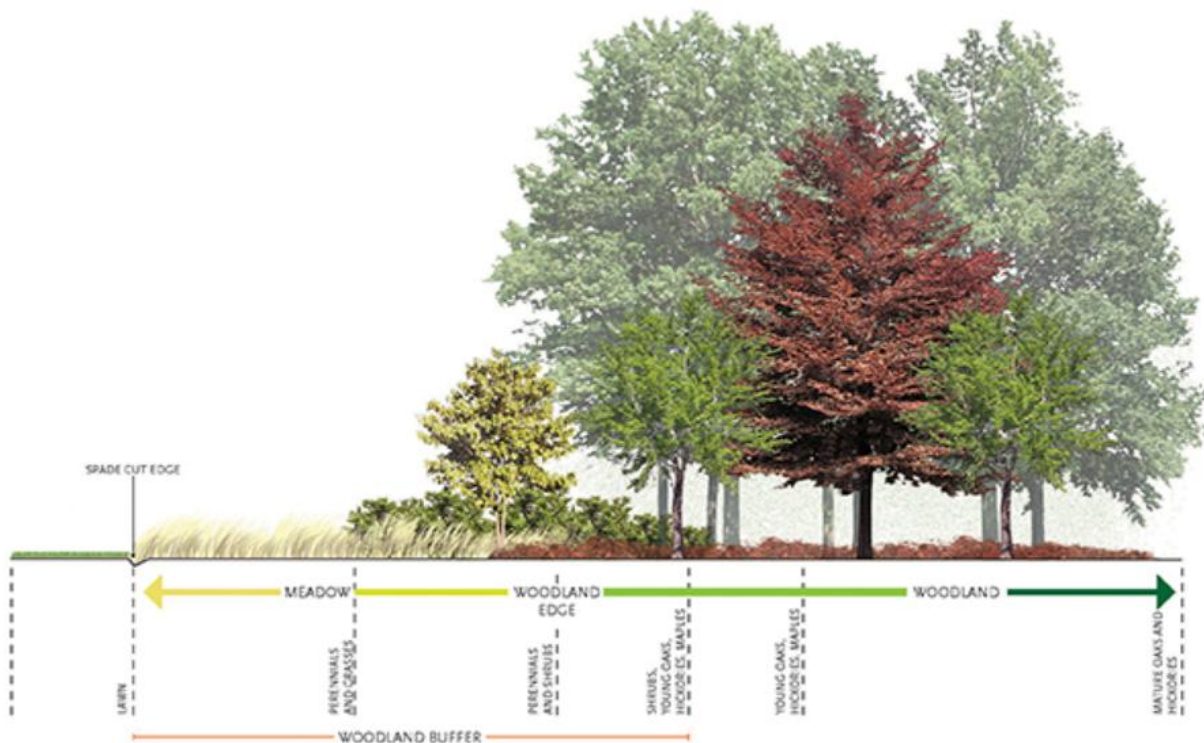 SPADE CUT EDGE
MEADOW
WOODLAND
EDGE
WOODLAND
LAWN
PERENNIALS
AND GRASSES
PERENNIALS
AND SHRUBS
SHRUBS,
YOUNG OAKS,
HICKORIES, MAPLES
YOUNG OAKS,
HICKORIES, MAPLES
MATURE OAKS AND
HICKORIES
WOODLAND BUFFER